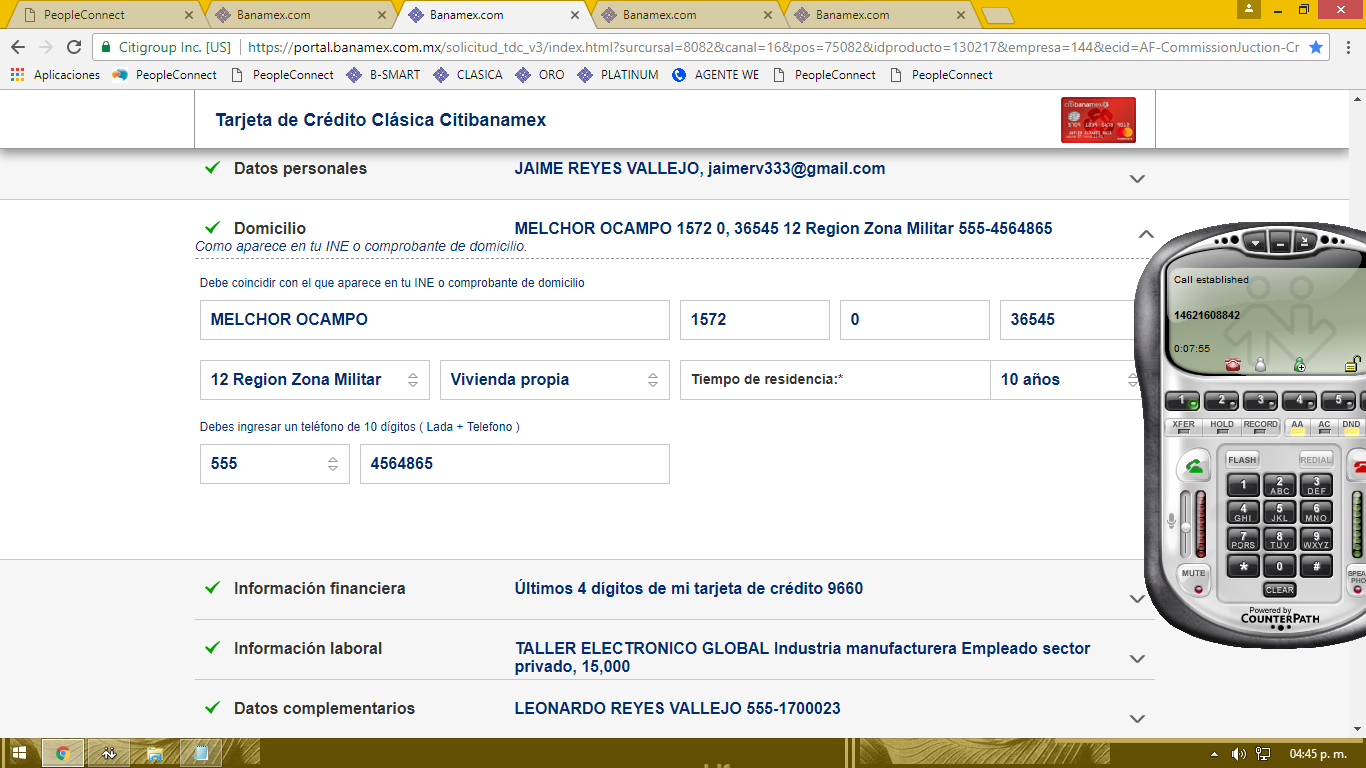 PeopleConnect
Banamex.com
Banamex.com
Banamex.com
Banamex.com
Citigroup Inc. [US] https://portal.banamex.com.mx/solicitud_tdc_v3/index.html?surcursal=8082&canal=16&pos=75082&idproducto=130217&empresa=144&ecid=AF-CommissionJuction-Cr
Aplicaciones PeopleConnect PeopleConnect B-SMART CLASICA ORO PLATINUM AGENTE WE PeopleConnect PeopleConnect
Tarjeta de Crédito Clásica Citibanamex
citibanamex
Datos personales JAIME REYES VALLEJO, jaimerv333@gmail.com
Domicilio MELCHOR OCAMPO 1572 0, 36545 12 Region Zona Militar 555-4564865
Como aparece en tu INE o comprobante de domicilio.
Debe coincidir con el que aparece en tu INE o comprobante de domicilio
MELCHOR OCAMPO 1572 0 36545
12 Region Zona Militar Vivienda propia Tiempo de residencia:* 10 años
Debes ingresar un teléfono de 10 dígitos ( Lada + Telefono )
555 4564865
Información financiera Últimos 4 dígitos de mi tarjeta de crédito 9660
Información laboral TALLER ELECTRONICO GLOBAL Industria manufacturera Empleado sector
privado, 15,000
Datos complementarios LEONARDO REYES VALLEJO 555-1700023
Call established
14621608842
0:07:55
1 2 3 4 5
XFER HOLD RECORD AA AC DND
FLASH REDIAL
1 2 ABC 3 DEF
4 GHI 5 JKL 6 MNO
7 PQRS 8 TUV 9 WXYZ
* 0 #
MUTE CLEAR SPEA
PHO
Powered by
COUNTERPATH
04:45 p. m.